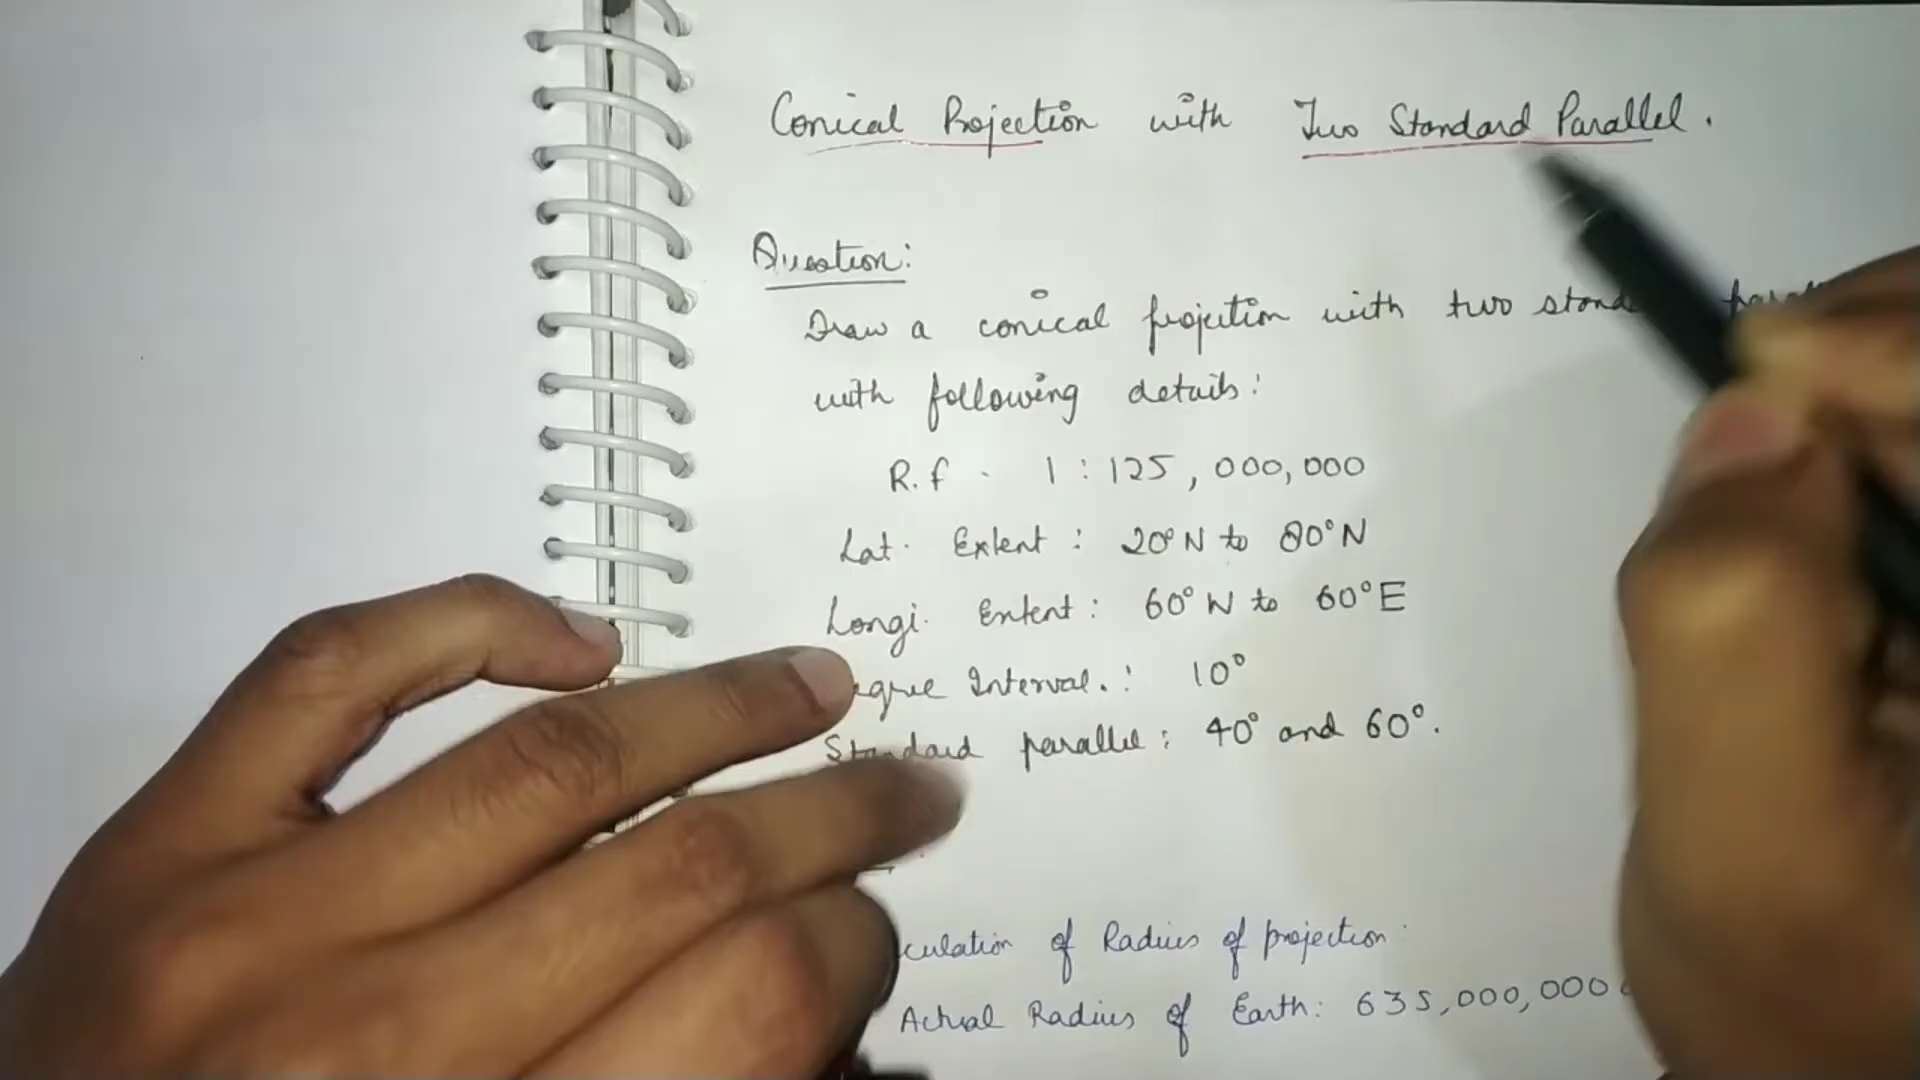 Conical Projection with Two Standard Parallel.
Question:
Draw a conical projection with two
with following details:
R.f - 1 : 125,000,000
Lat. Extent : 20°N to 80°N
Longi. Extent : 60°W to 60°E
Interval. : 10°
Standard parallel : 40° and 60°.
of Radius of projection:
Actual Radius of Earth: 635,000,000